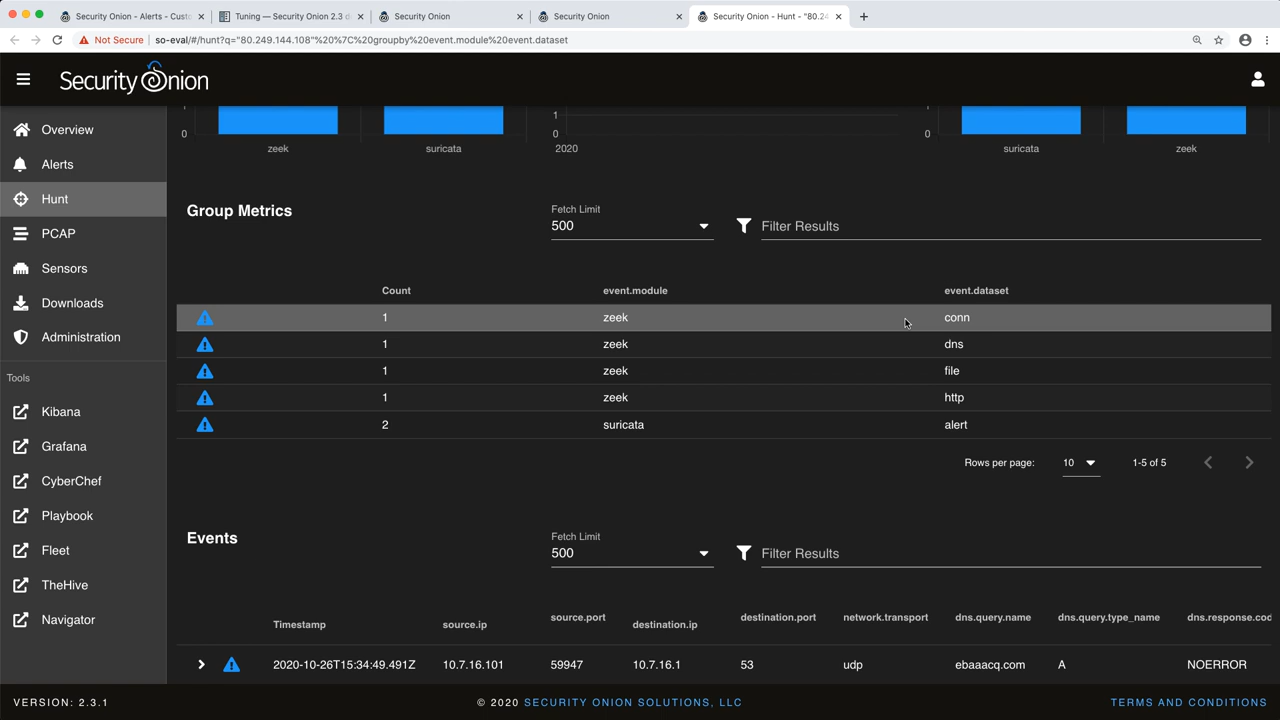 Security Onion - Alerts - Custo
Tuning — Security Onion 2.3 d
Security Onion
Security Onion
Security Onion - Hunt - "80.24
Not Secure
so-eval/#/hunt?q="80.249.144.108"%20%7C%20groupby%20event.module%20event.dataset
Security Onion
Overview
Alerts
Hunt
PCAP
Sensors
Downloads
Administration
Tools
Kibana
Grafana
CyberChef
Playbook
Fleet
TheHive
Navigator
0
zeek
suricata
1
0
2020
0
suricata
zeek
Group Metrics
Fetch Limit
500
Filter Results
Count event.module event.dataset
1 zeek conn
1 zeek dns
1 zeek file
1 zeek http
2 suricata alert
Rows per page: 10 1-5 of 5
Events
Fetch Limit
500
Filter Results
Timestamp source.ip source.port destination.ip destination.port network.transport dns.query.name dns.query.type_name dns.response.cod
2020-10-26T15:34:49.491Z 10.7.16.101 59947 10.7.16.1 53 udp ebaaacq.com A NOERROR
VERSION: 2.3.1
© 2020 SECURITY ONION SOLUTIONS, LLC
TERMS AND CONDITIONS